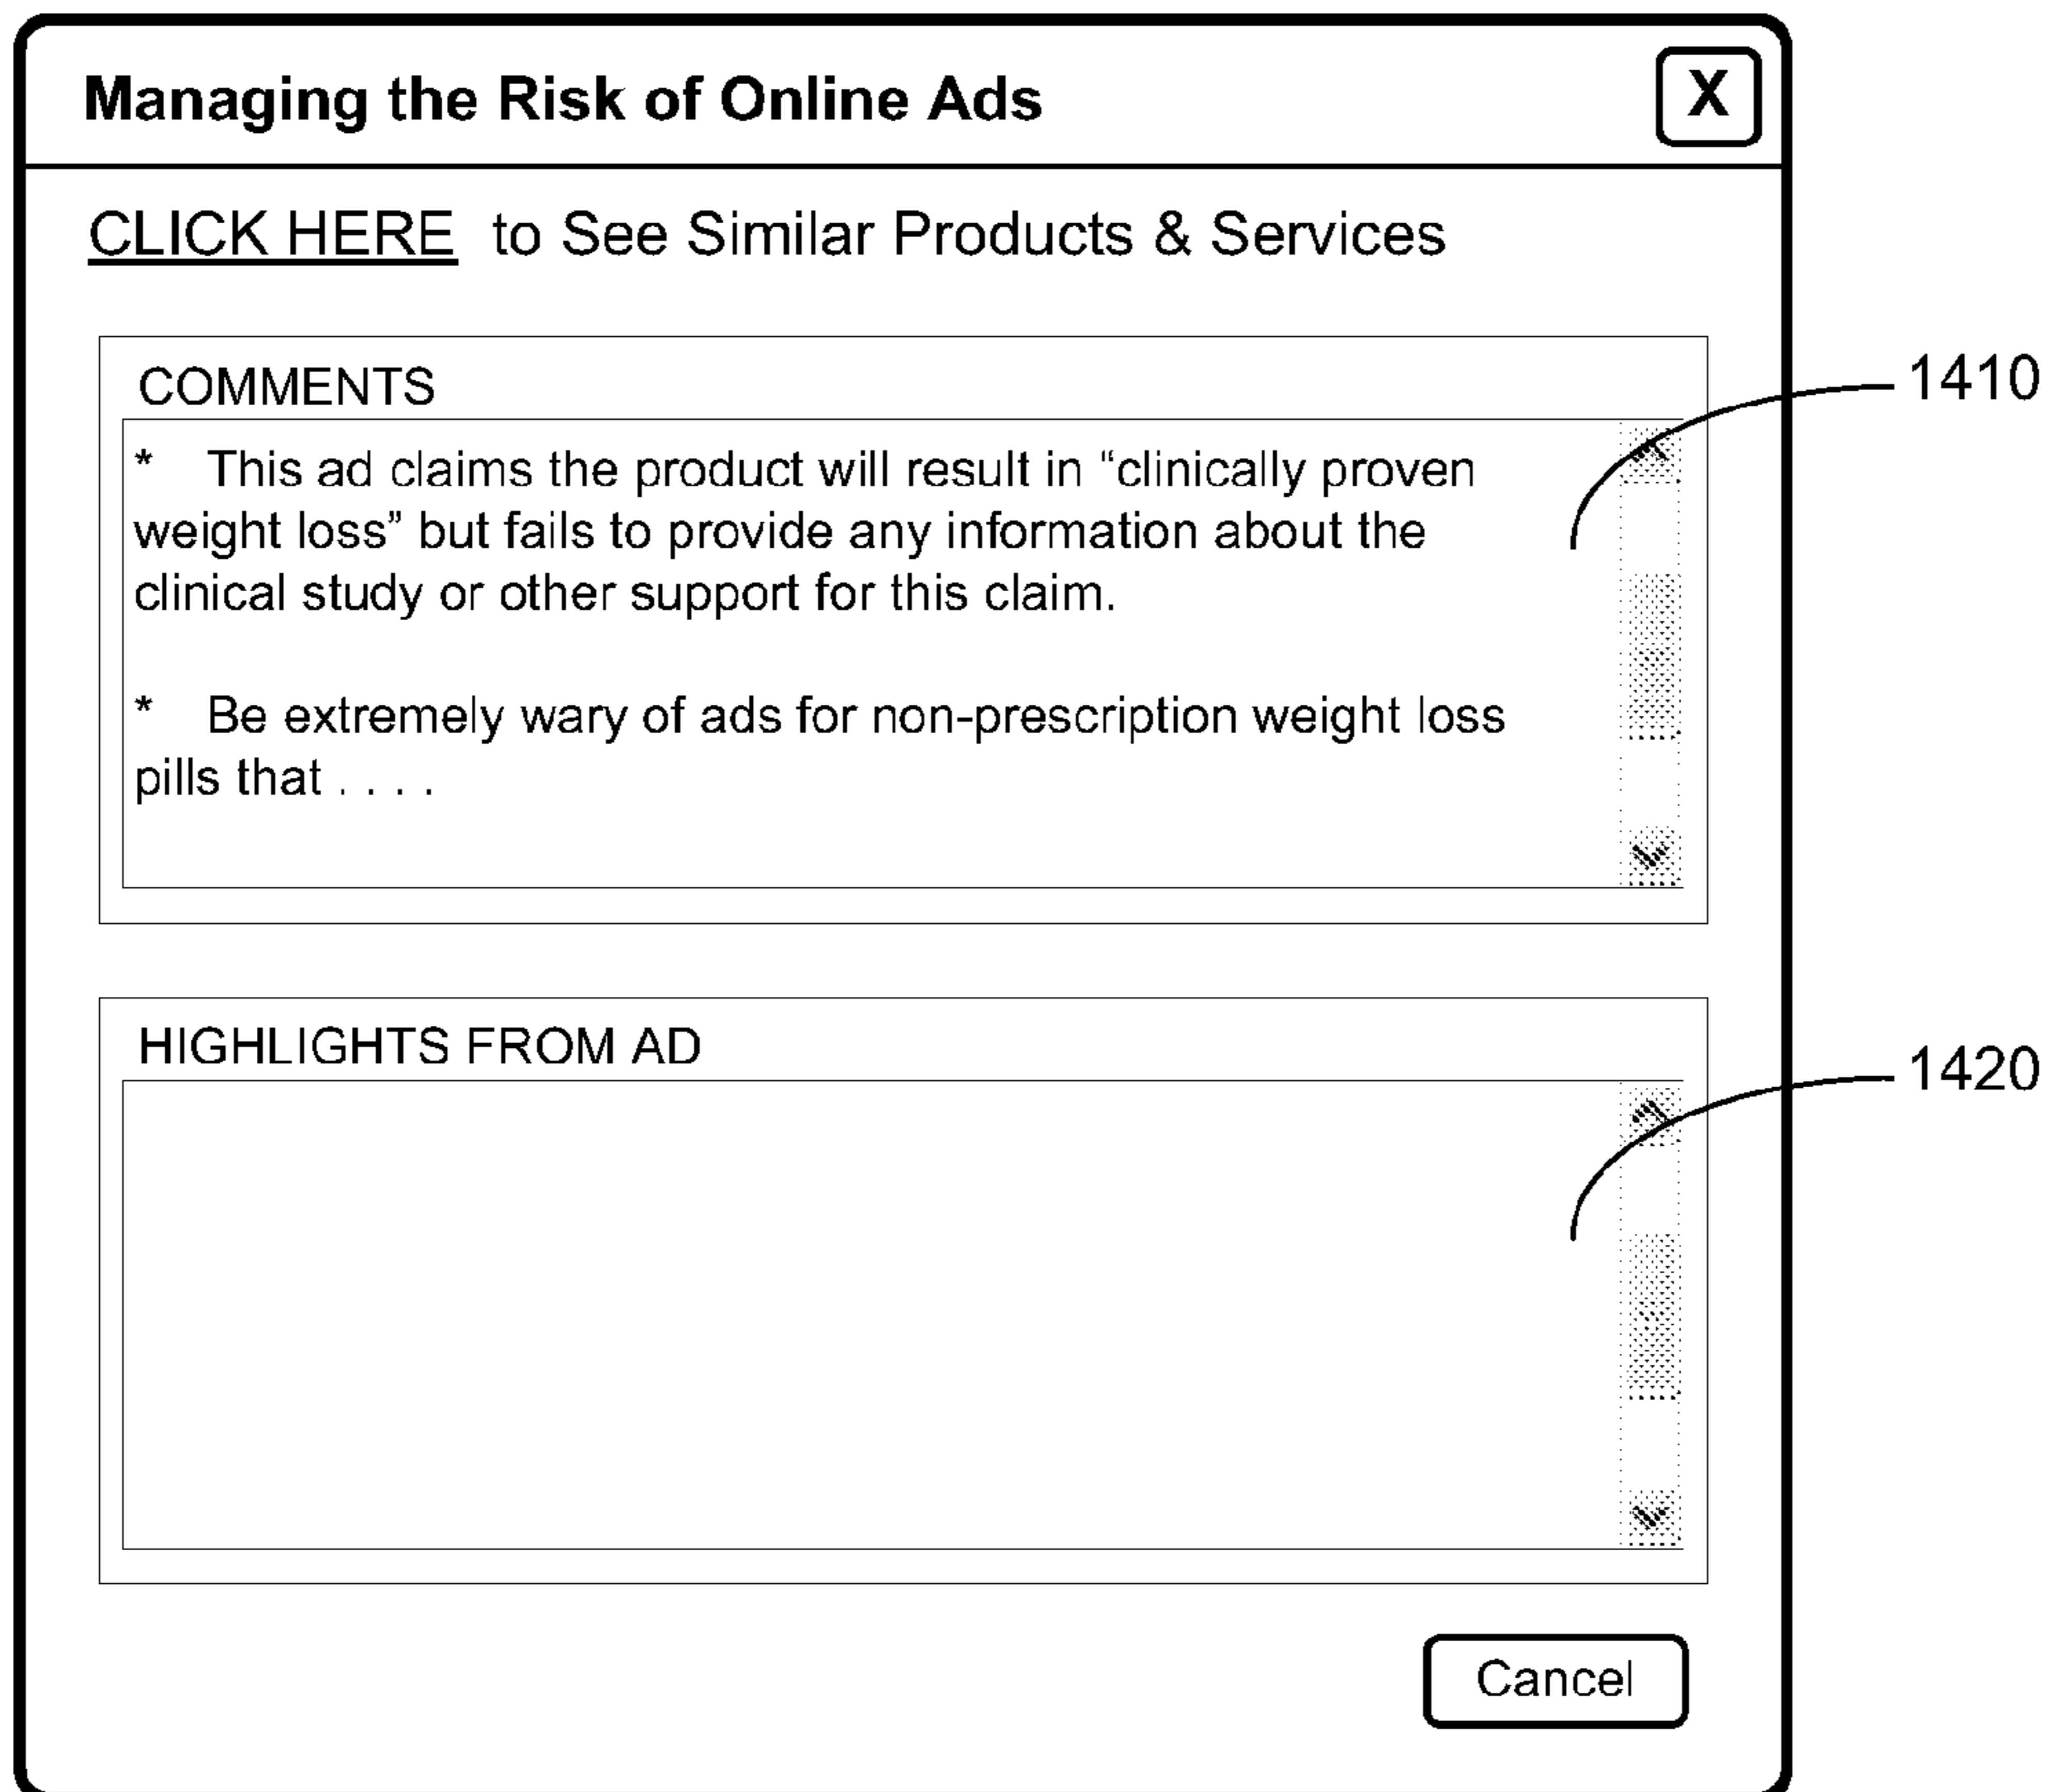 Managing the Risk of Online Ads
X
CLICK HERE to See Similar Products & Services
COMMENTS
1410
* This ad claims the product will result in “clinically proven
weight loss” but fails to provide any information about the
clinical study or other support for this claim.
* Be extremely wary of ads for non-prescription weight loss
pills that . . . .
HIGHLIGHTS FROM AD
1420
Cancel